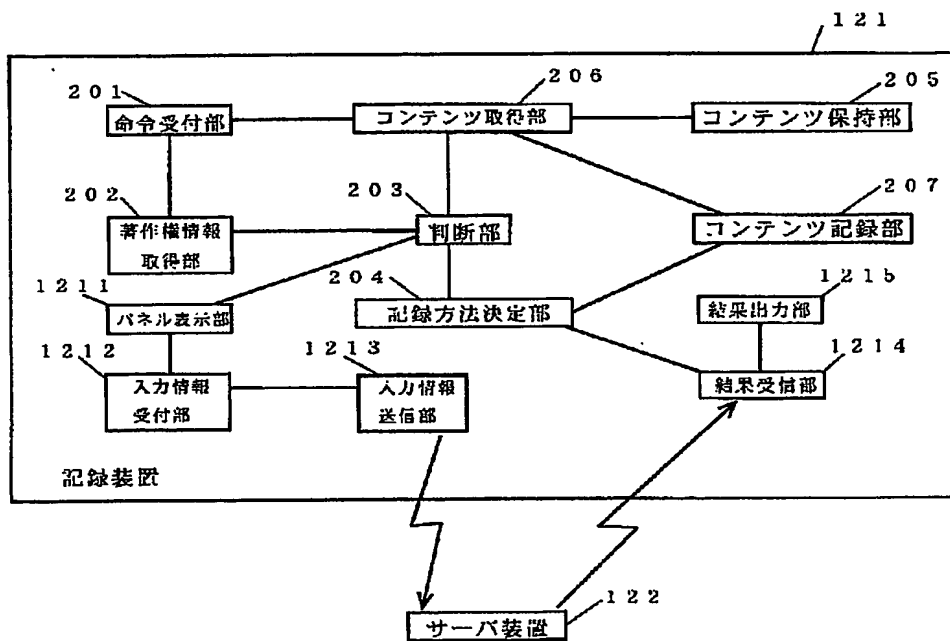 121
201
206
205
命令受付部
コンテンツ取得部
コンテンツ保持部
202
203
207
著作権情報
取得部
判断部
コンテンツ記録部
1211
204
1215
パネル表示部
記録方法決定部
結果出力部
1212
1213
1214
入力情報
受付部
入力情報
送信部
結果受信部
記録装置
122
サーバ装置